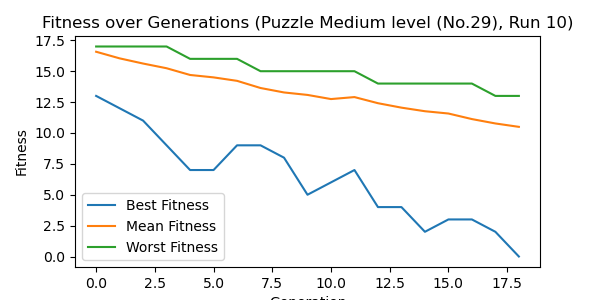 Fitness over Generations (Puzzle Medium level (No.29), Run 10)
17.5
15.0
12.5
10.0
7.5
5.0
2.5
0.0
Fitness
Best Fitness
Mean Fitness
Worst Fitness
0.0 2.5 5.0 7.5 10.0 12.5 15.0 17.5
Generation